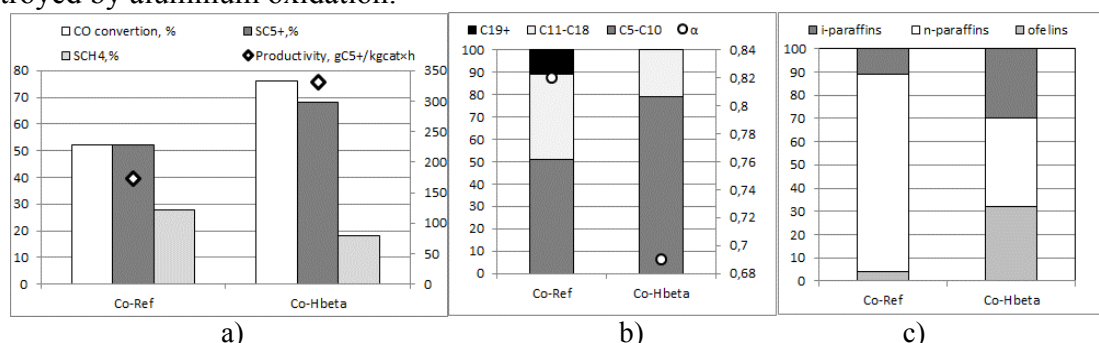 troyed by aluminium oxidation.
CO convertion, % SC5+,%
SCH4,% Productivity, gC5+/kgcat×h
80 350
70 300
60 250
50 200
40
30 150
20 100
10 50
0 0
Co-Ref Co-Hbeta
a)
C19+ C11-C18 C5-C10 α
100 0,84
90 0,82
80 0,8
70 0,78
60 0,76
50 0,74
40
30 0,72
20 0,7
10
0 0,68
Co-Ref Co-Hbeta
b)
i-paraffins n-paraffins ofelins
100
90
80
70
60
50
40
30
20
10
0
Co-Ref Co-Hbeta
c)